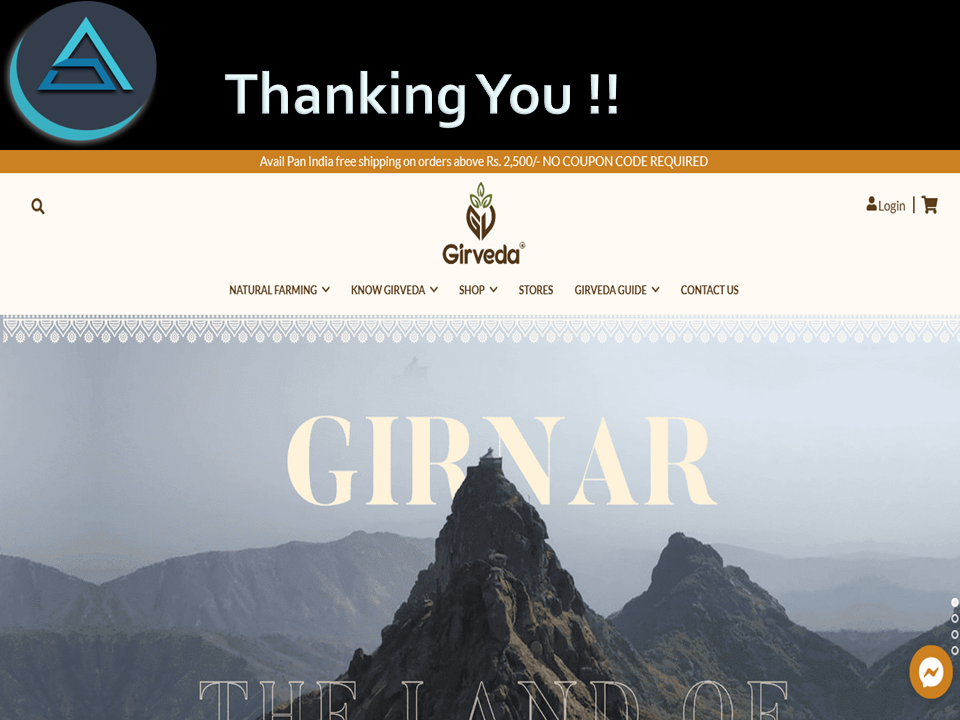 Thanking You !!
Avail Pan India free shipping on orders above Rs. 2,500/- NO COUPON CODE REQUIRED
Login
Girveda®
NATURAL FARMING KNOW GIRVEDA SHOP STORES GIRVEDA GUIDE CONTACT US
GIRNAR
THE LAND OF